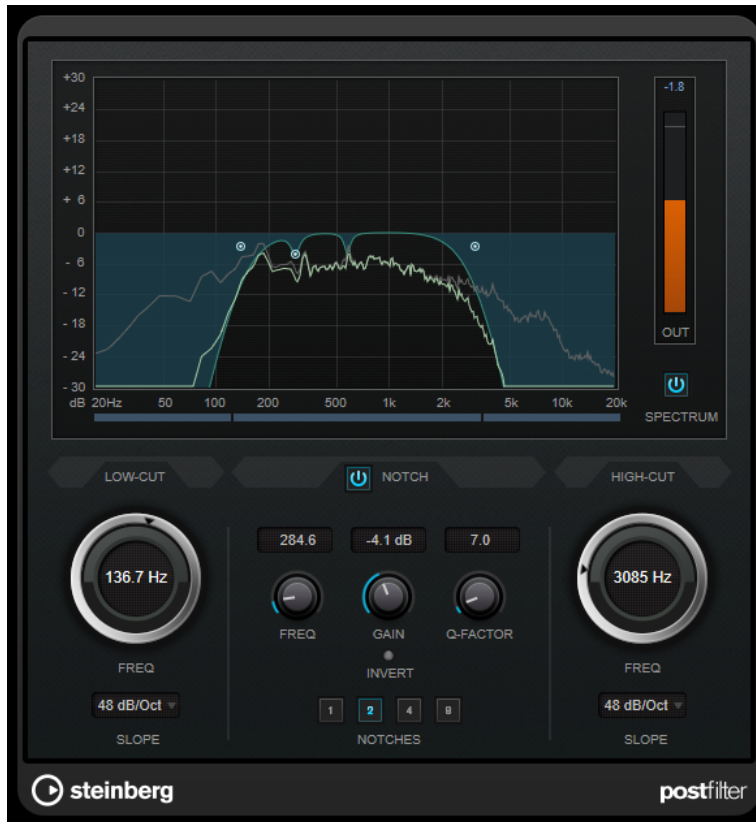 +30
-1.8
+24
+18
+12
+ 6
0
- 6
- 12
- 18
- 24
OUT
- 30
dB 20Hz 50 100 200 500 1k 2k 5k 10k 20k
SPECTRUM
LOW-CUT
NOTCH
HIGH-CUT
284.6 -4.1 dB 7.0
136.7 Hz
3085 Hz
FREQ GAIN Q-FACTOR
FREQ
INVERT
FREQ
48 dB/Oct
1 2 4 8
48 dB/Oct
SLOPE
NOTCHES
SLOPE
steinberg
postfilter